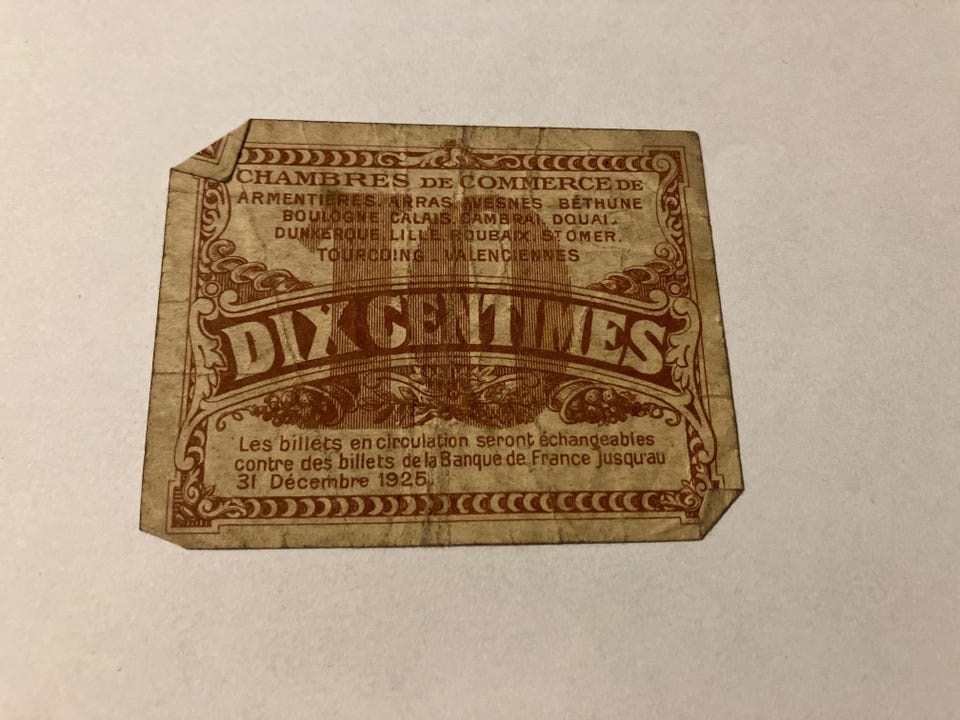 CHAMBRES DE COMMERCE DE
ARMENTIÈRES. ARRAS. AVESNES. BÉTHUNE
BOULOGNE. CALAIS. CAMBRAI. DOUAI.
DUNKERQUE. LILLE. ROUBAIX. ST OMER.
TOURCOING _ VALENCIENNES
10
DIX CENTIMES
Les billets en circulation seront échangeables
contre des billets de la Banque de France jusqu'au
31 Décembre 1925.